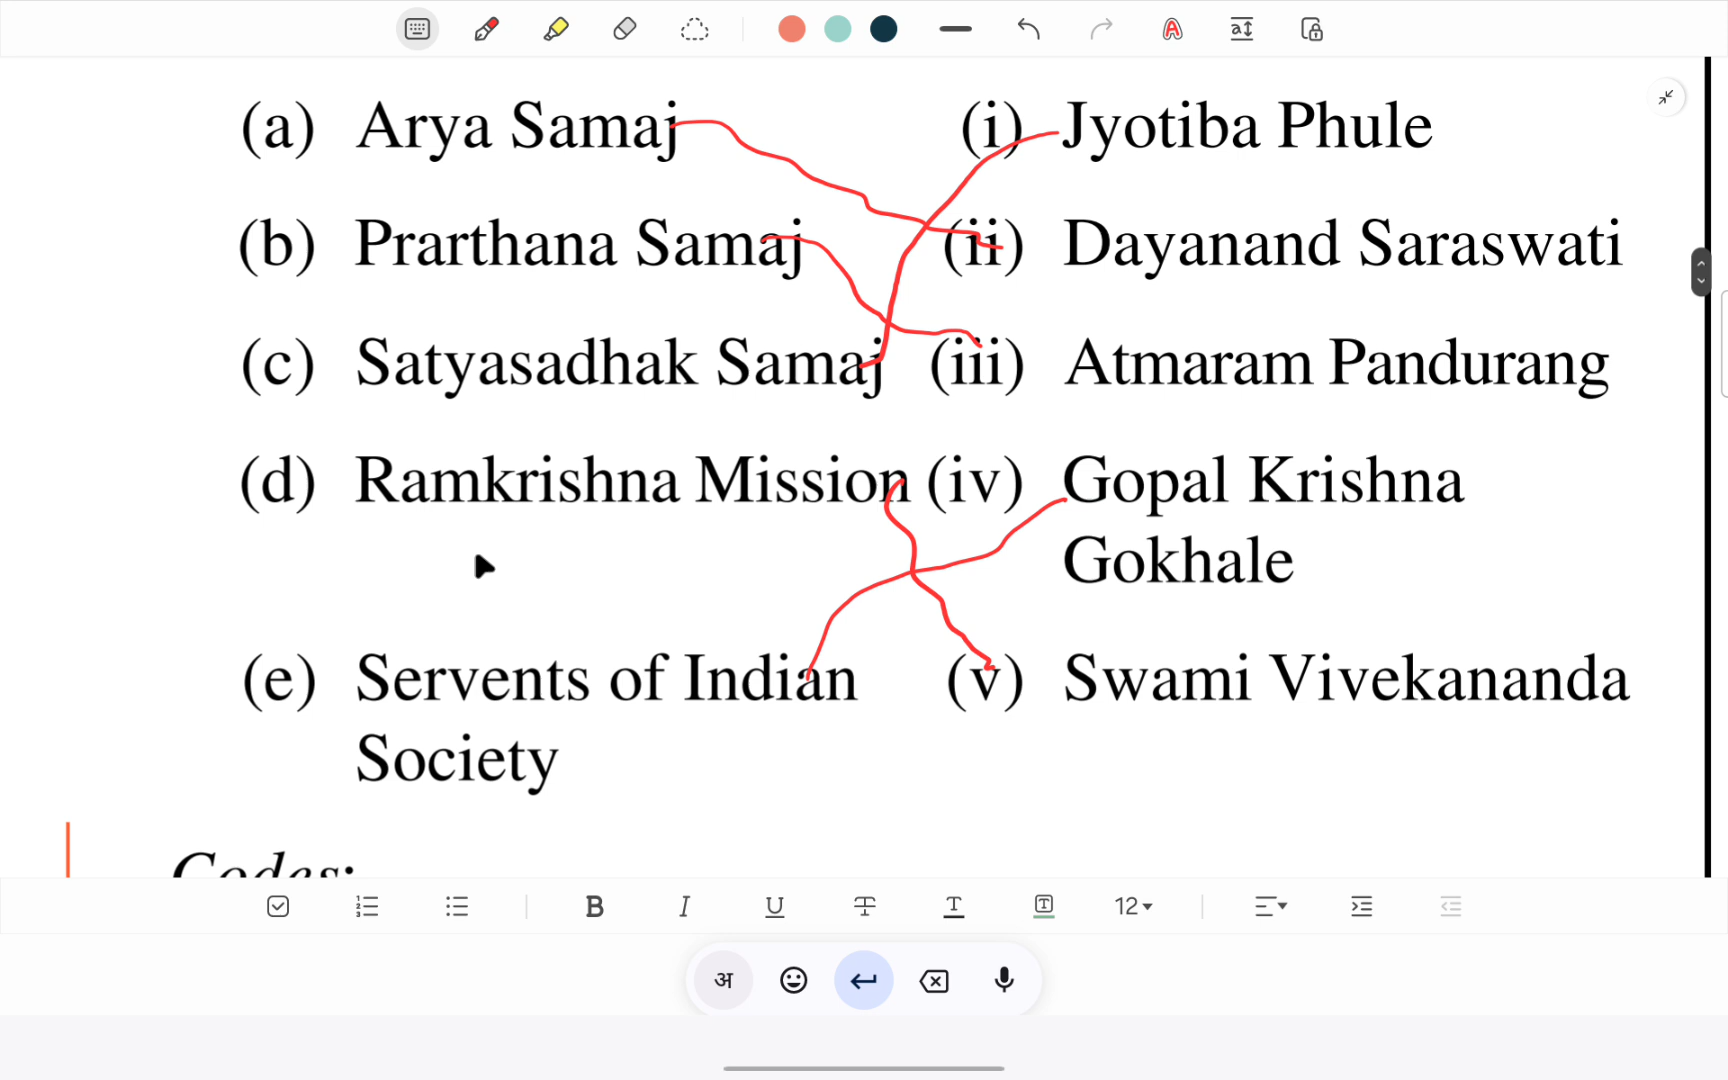 (a) Arya Samaj (i) Jyotiba Phule
(b) Prarthana Samaj (ii) Dayanand Saraswati
(c) Satyasadhak Samaj (iii) Atmaram Pandurang
(d) Ramkrishna Mission (iv) Gopal Krishna
Gokhale
(e) Servents of Indian (v) Swami Vivekananda
Society
Codes:
12
अ